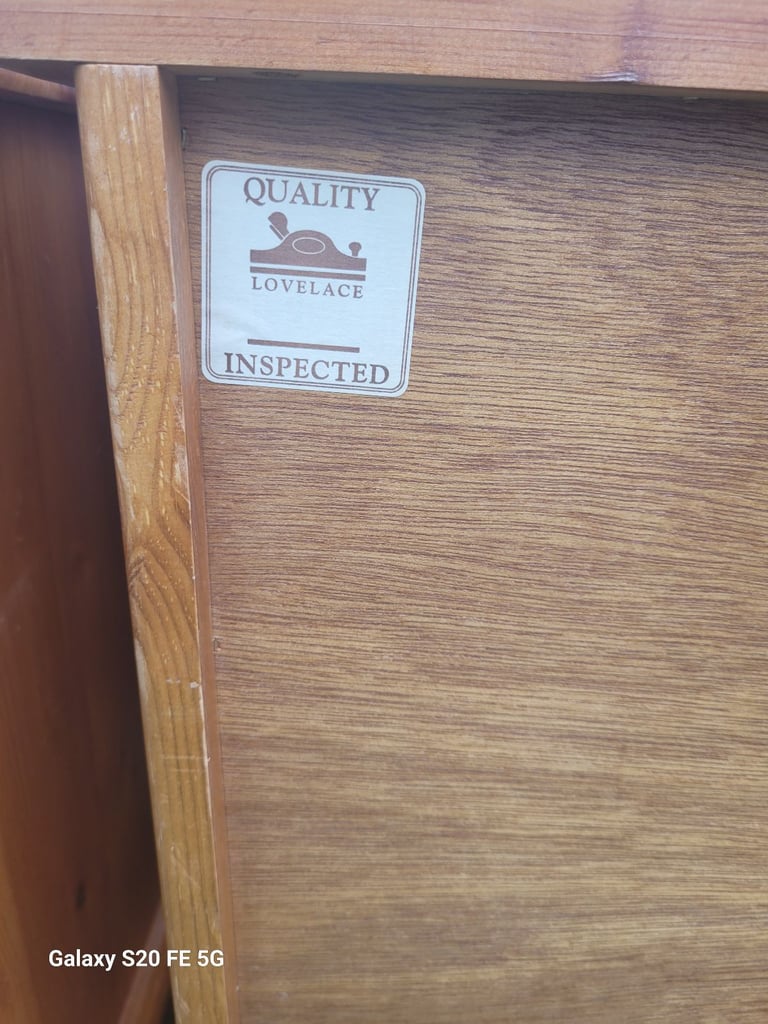 QUALITY
LOVELACE
INSPECTED
Galaxy S20 FE 5G